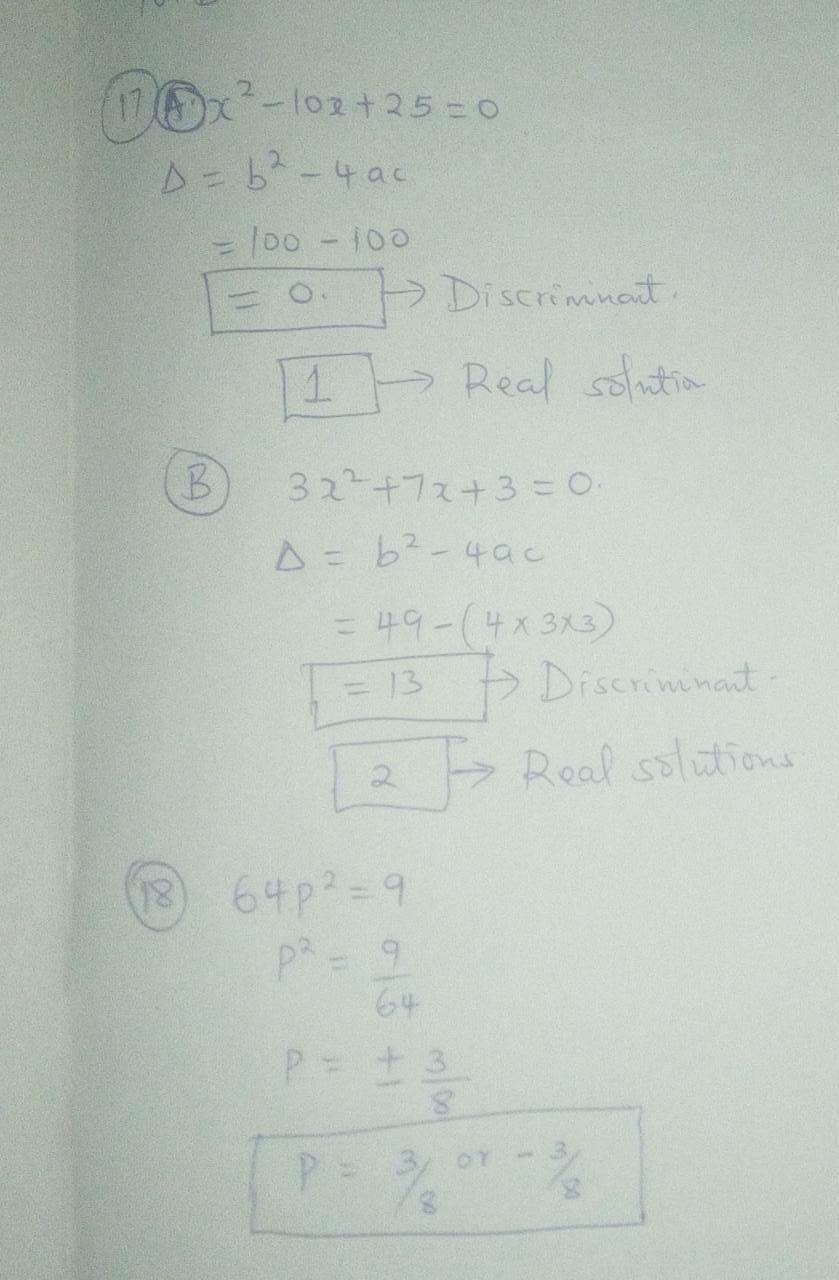 17 A. x² - 10x + 25 = 0
Δ = b² - 4ac
= 100 - 100
= 0. → Discriminant.
1 → Real solution
B 3x² + 7x + 3 = 0.
Δ = b² - 4ac
= 49 - (4 x 3x3)
= 13 → Discriminant.
2 → Real solutions
18 64p² = 9
p² = 9/64
P = ± 3/8
P = 3/8 or - 3/8